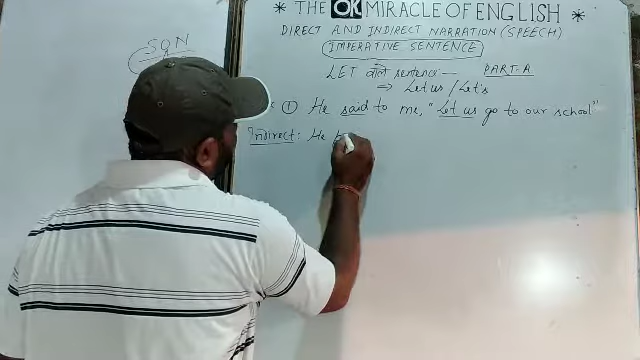 * THE OK MIRACLE OF ENGLISH *
DIRECT AND INDIRECT NARRATION (SPEECH)
IMPERATIVE SENTENCE
SQN
LET वाले sentence — PART-A
⇒ Let us / Let's
① He said to me, "Let us go to our school"
Indirect: He